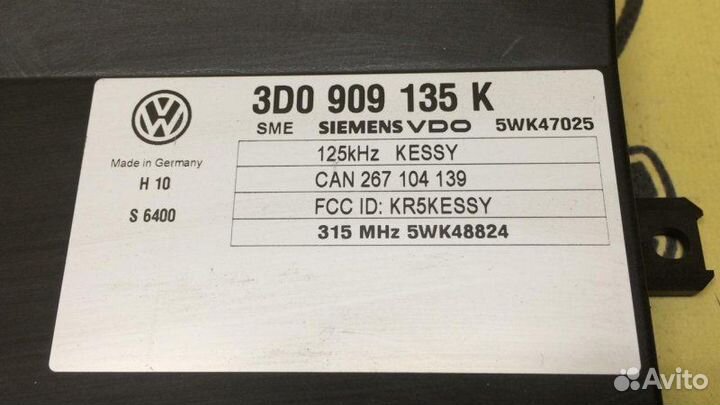 3D0 909 135 K
SME SIEMENS VDO 5WK47025
Made in Germany
H 10
S 6400
125kHz KESSY
CAN 267 104 139
FCC ID: KR5KESSY
315 MHz 5WK48824
Avito